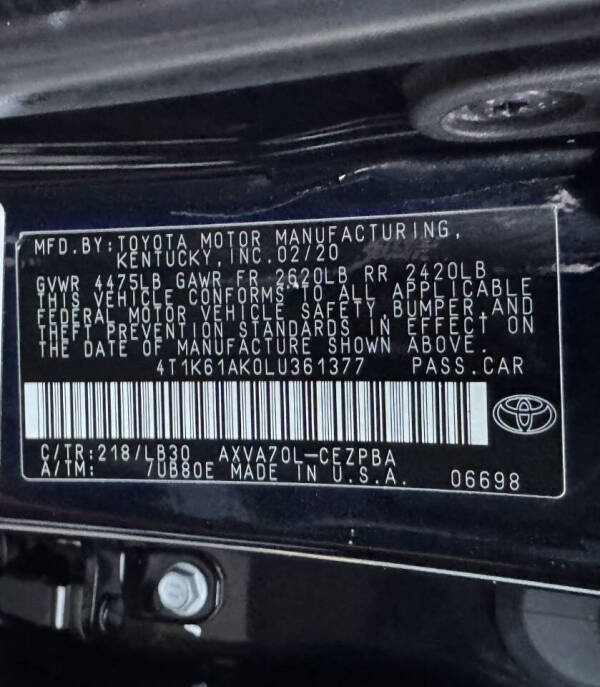 MFD.BY:TOYOTA MOTOR MANUFACTURING,
KENTUCKY,INC.02/20
GVWR 4475LB GAWR FR 2620LB RR 2420LB
THIS VEHICLE CONFORMS TO ALL APPLICABLE
FEDERAL MOTOR VEHICLE SAFETY,BUMPER,AND
THEFT PREVENTION STANDARDS IN EFFECT ON
THE DATE OF MANUFACTURE SHOWN ABOVE.
4T1K61AK0LU361377 PASS.CAR
C/TR:218/LB30 AXVA70L-CEZPBA
A/TM: 7UB80E MADE IN U.S.A. 06698